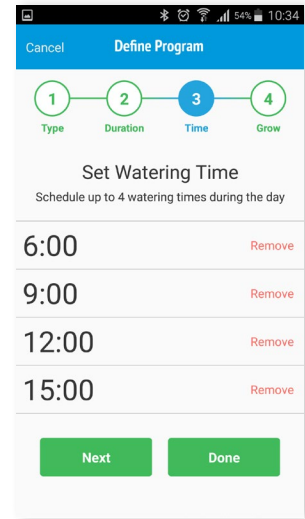 54% 10:34
Cancel Define Program
1 2 3 4
Type Duration Time Grow
Set Watering Time
Schedule up to 4 watering times during the day
6:00 Remove
9:00 Remove
12:00 Remove
15:00 Remove
Next Done